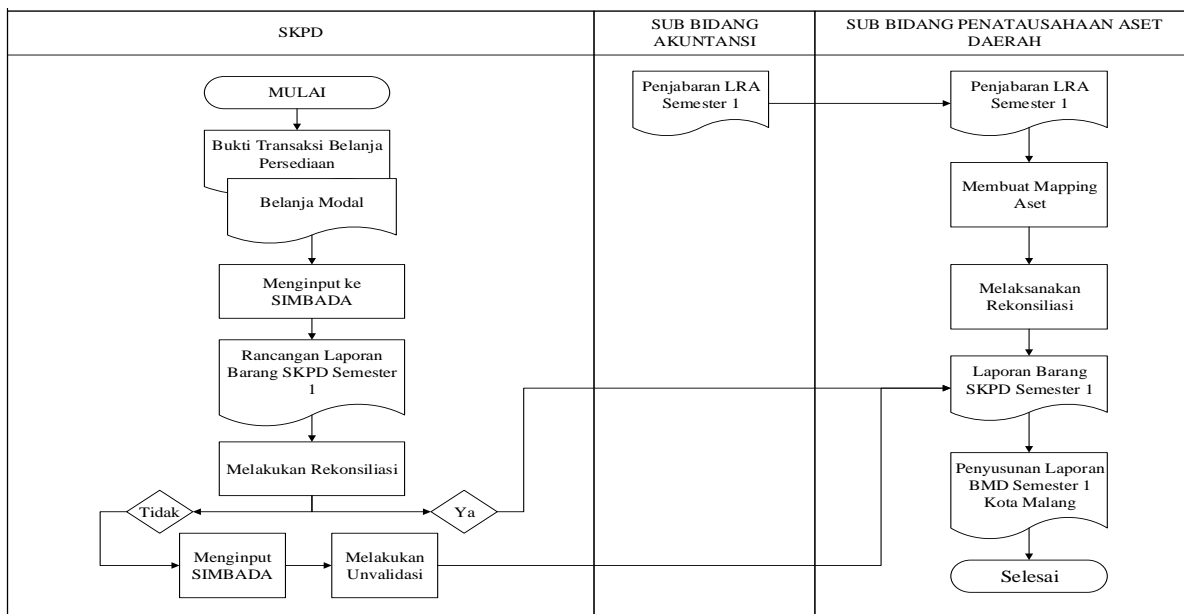 SKPD
SUB BIDANG
AKUNTANSI
SUB BIDANG PENATAUSAHAAN ASET
DAERAH
MULAI
Bukti Transaksi Belanja
Persediaan
Belanja Modal
Menginput ke
SIMBADA
Rancangan Laporan
Barang SKPD Semester
1
Melakukan Rekonsiliasi
Tidak
Ya
Menginput
SIMBADA
Melakukan
Unvalidasi
Penjabaran LRA
Semester 1
Penjabaran LRA
Semester 1
Membuat Mapping
Aset
Melaksanakan
Rekonsiliasi
Laporan Barang
SKPD Semester 1
Penyusunan Laporan
BMD Semester 1
Kota Malang
Selesai